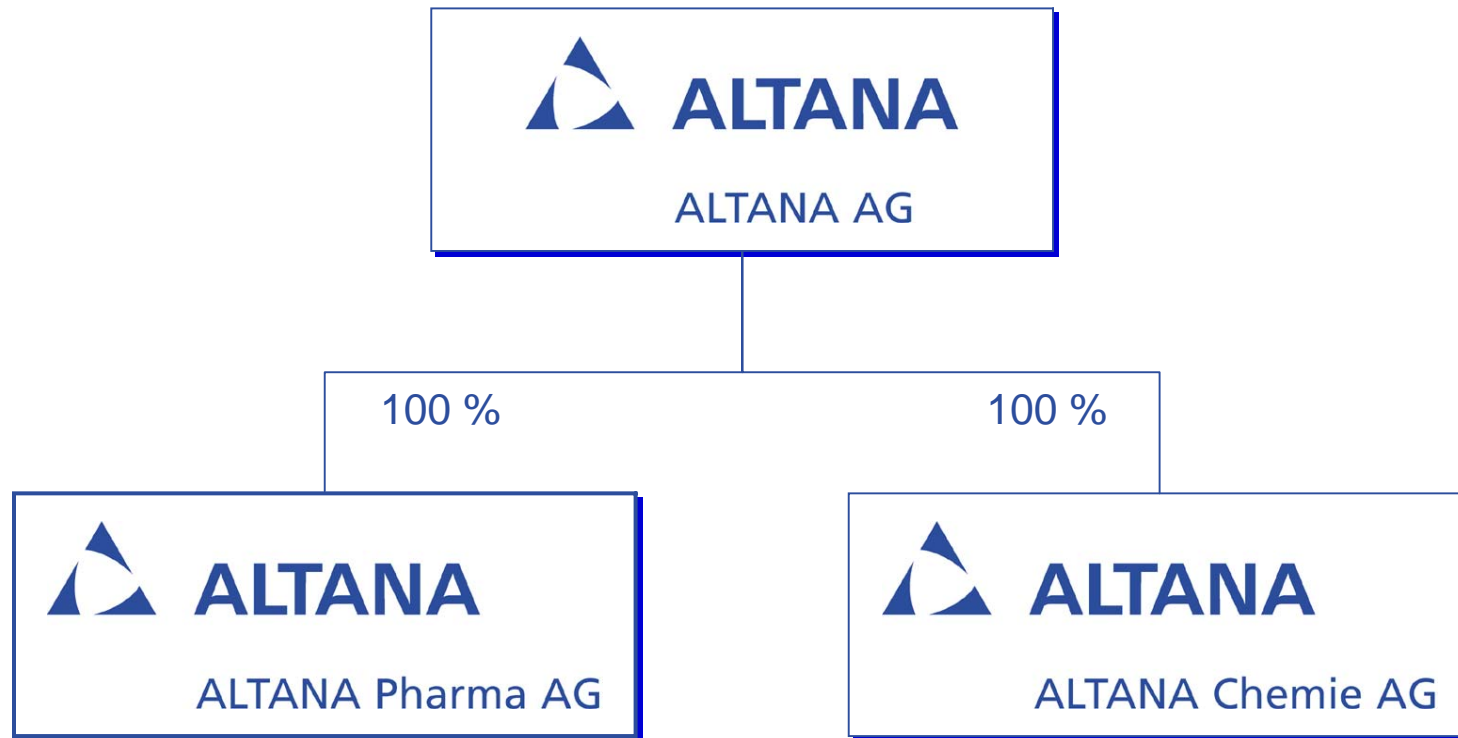 ALTANA
ALTANA AG
100 %
100 %
ALTANA
ALTANA Pharma AG
ALTANA
ALTANA Chemie AG